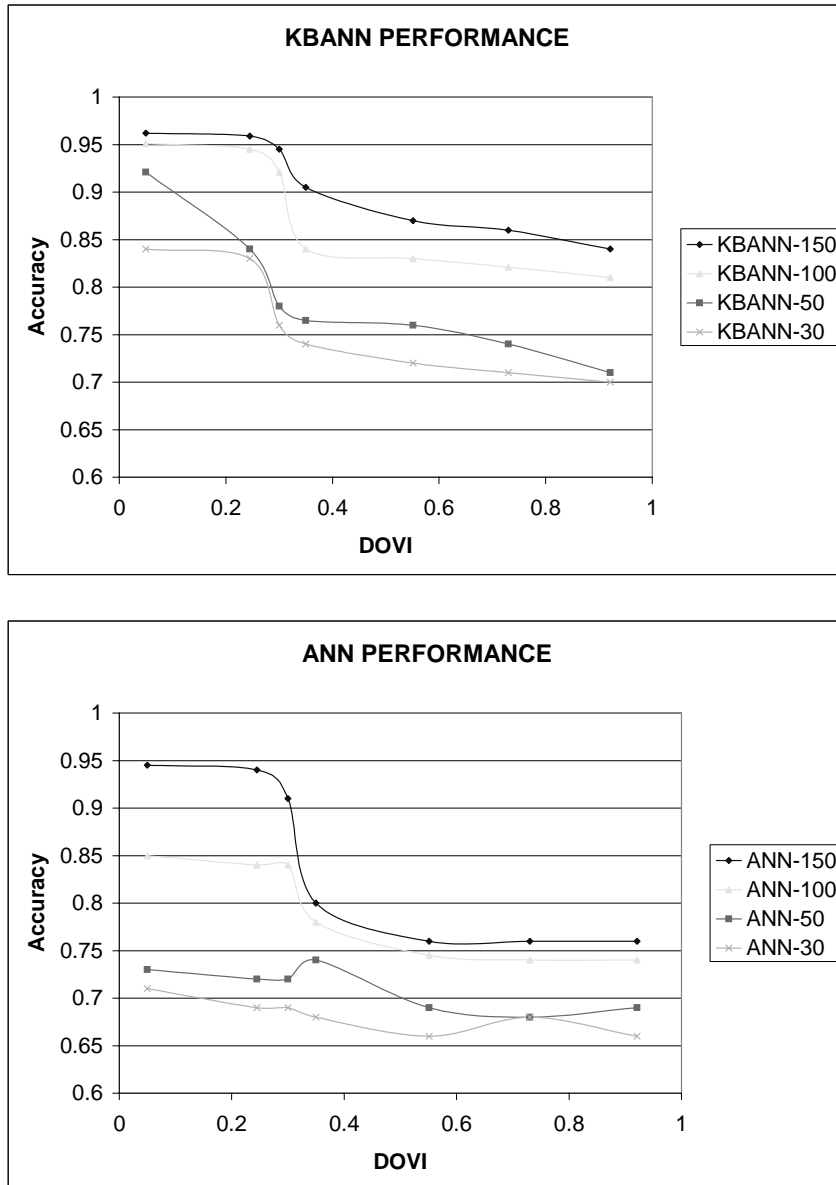 KBANN PERFORMANCE
1
0.95
0.9
0.85
0.8
0.75
0.7
0.65
0.6
Accuracy
0
0.2
0.4
0.6
0.8
1
DOVI
KBANN-150
KBANN-100
KBANN-50
KBANN-30
ANN PERFORMANCE
1
0.95
0.9
0.85
0.8
0.75
0.7
0.65
0.6
Accuracy
0
0.2
0.4
0.6
0.8
1
DOVI
ANN-150
ANN-100
ANN-50
ANN-30